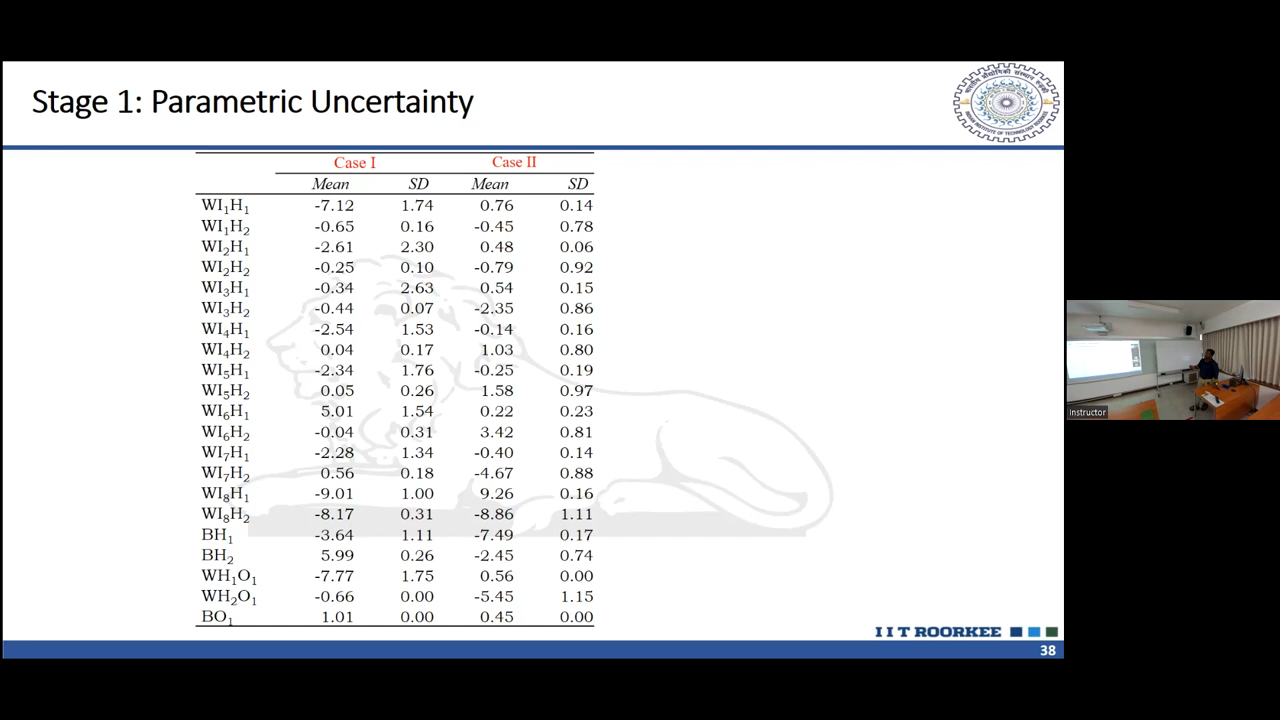 Stage 1: Parametric Uncertainty
Case I Case II
Mean SD Mean SD
WI₁H₁ -7.12 1.74 0.76 0.14
WI₁H₂ -0.65 0.16 -0.45 0.78
WI₂H₁ -2.61 2.30 0.48 0.06
WI₂H₂ -0.25 0.10 -0.79 0.92
WI₃H₁ -0.34 2.63 0.54 0.15
WI₃H₂ -0.44 0.07 -2.35 0.86
WI₄H₁ -2.54 1.53 -0.14 0.16
WI₄H₂ 0.04 0.17 1.03 0.80
WI₅H₁ -2.34 1.76 -0.25 0.19
WI₅H₂ 0.05 0.26 1.58 0.97
WI₆H₁ 5.01 1.54 0.22 0.23
WI₆H₂ -0.04 0.31 3.42 0.81
WI₇H₁ -2.28 1.34 -0.40 0.14
WI₇H₂ 0.56 0.18 -4.67 0.88
WI₈H₁ -9.01 1.00 9.26 0.16
WI₈H₂ -8.17 0.31 -8.86 1.11
BH₁ -3.64 1.11 -7.49 0.17
BH₂ 5.99 0.26 -2.45 0.74
WH₁O₁ -7.77 1.75 0.56 0.00
WH₂O₁ -0.66 0.00 -5.45 1.15
BO₁ 1.01 0.00 0.45 0.00
IIT ROORKEE
38
Instructor